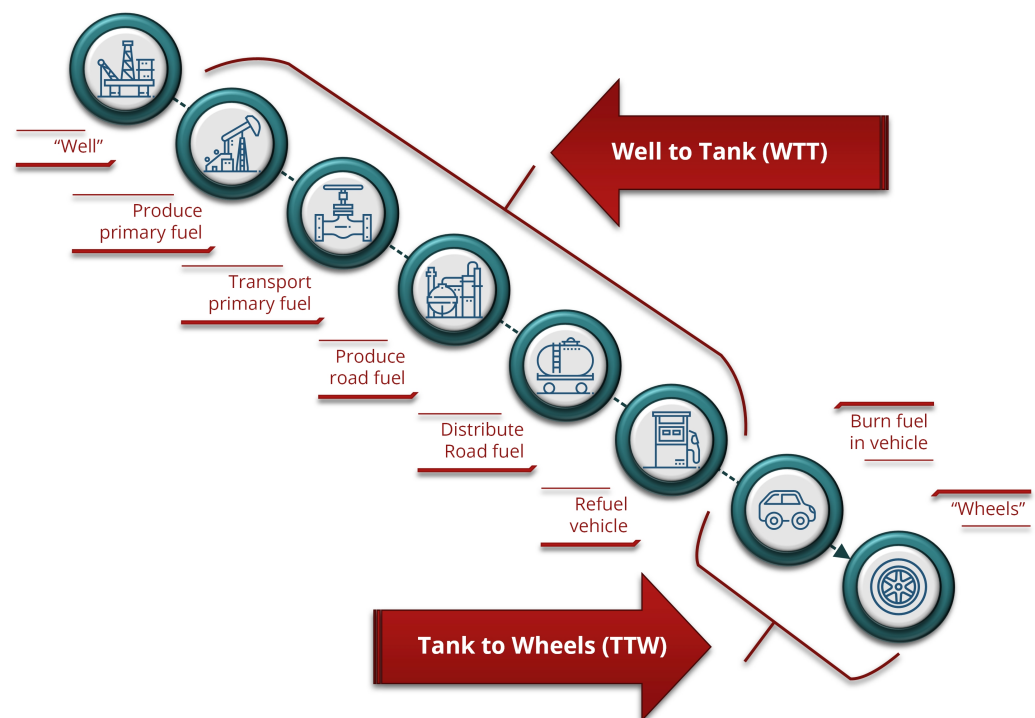 “Well”
Produce
primary fuel
Transport
primary fuel
Produce
road fuel
Distribute
Road fuel
Refuel
vehicle
Burn fuel
in vehicle
“Wheels”
Well to Tank (WTT)
Tank to Wheels (TTW)